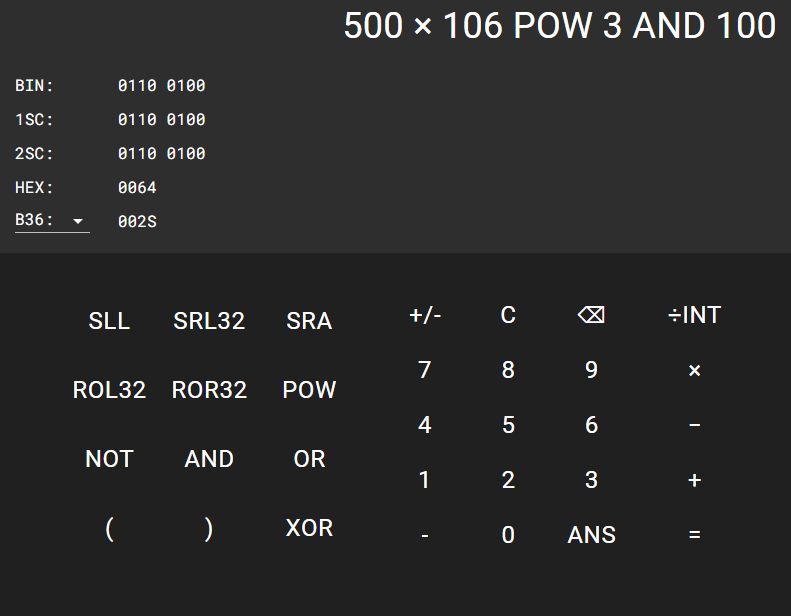 500 × 106 POW 3 AND 100
BIN: 0110 0100
1SC: 0110 0100
2SC: 0110 0100
HEX: 0064
B36: 002S
SLL SRL32 SRA +/- C ⌫ ÷INT
7 8 9 ×
ROL32 ROR32 POW
4 5 6 −
NOT AND OR
1 2 3 +
( ) XOR
- 0 ANS =